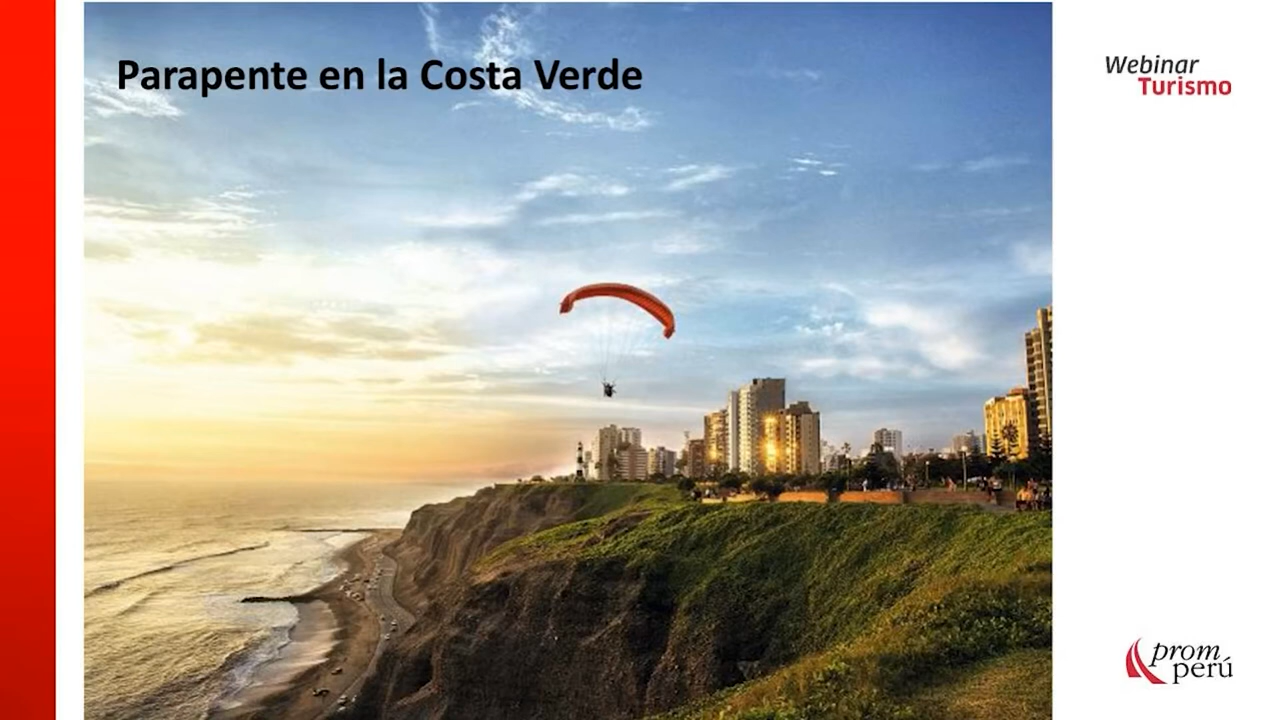 Parapente en la Costa Verde
Webinar
Turismo
prom
perú